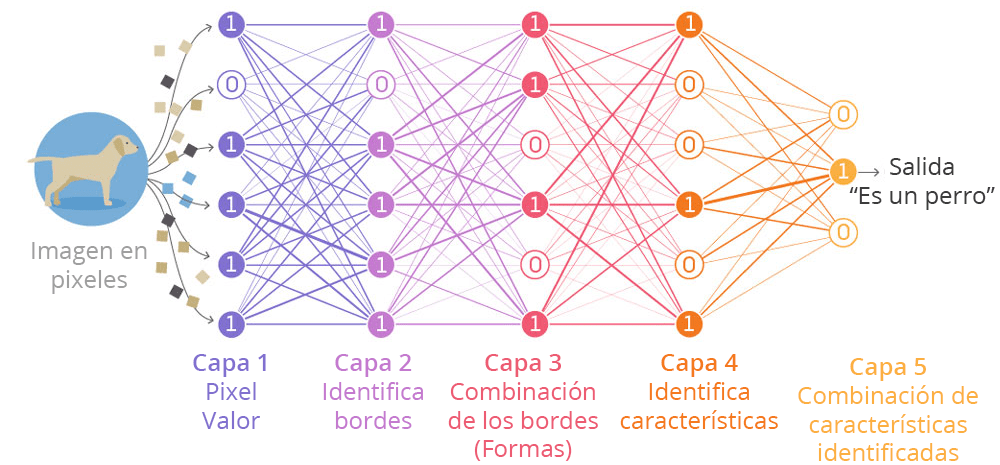 1 1 1 1
0 0 1 0
0
1 1 0 0
1
Salida
“Es un perro”
1 1 1 1
0
1 1 0 0
1 1 1 1
Imagen en
pixeles
Capa 1
Pixel
Valor
Capa 2
Identifica
bordes
Capa 3
Combinación
de los bordes
(Formas)
Capa 4
Identifica
características
Capa 5
Combinación de
características
identificadas